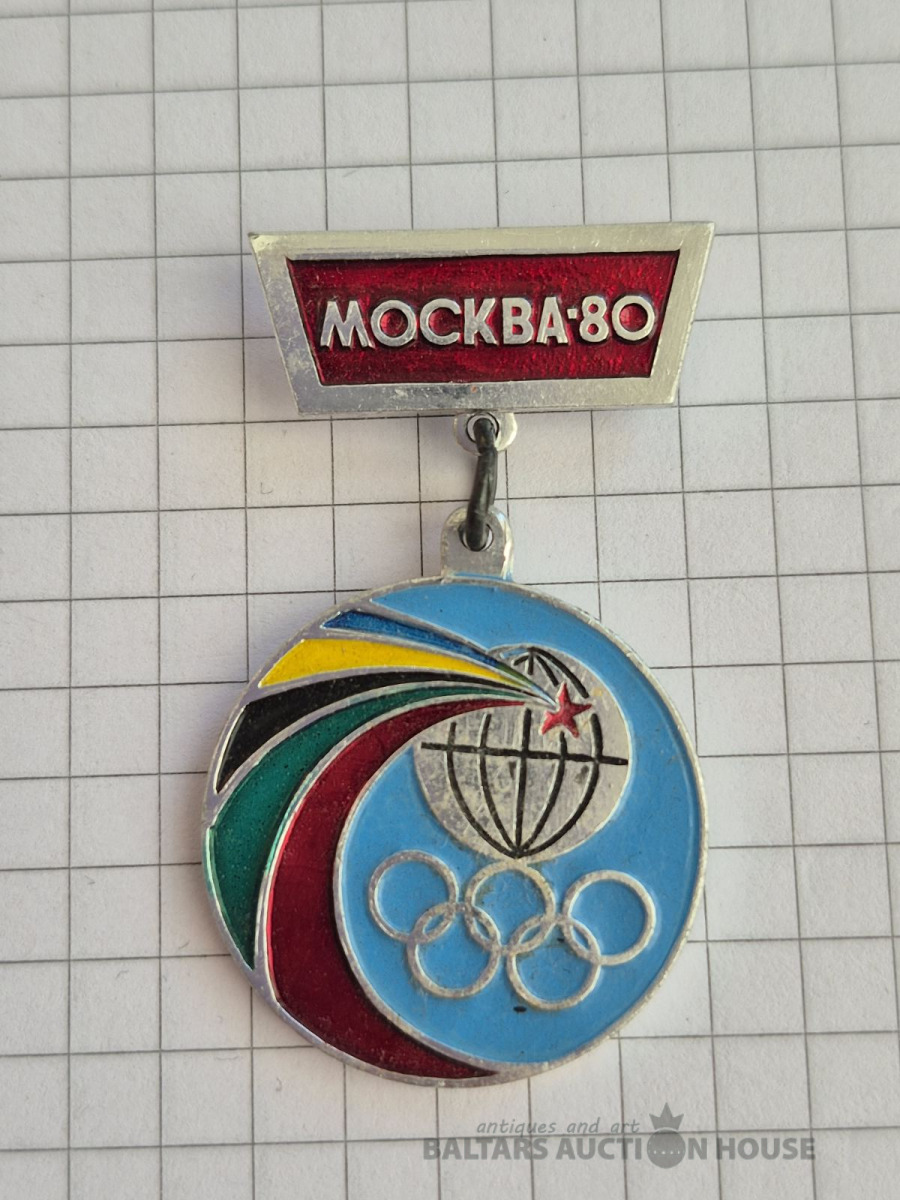 МОСКВА·80
antiques and art
BALTARS AUCTION HOUSE